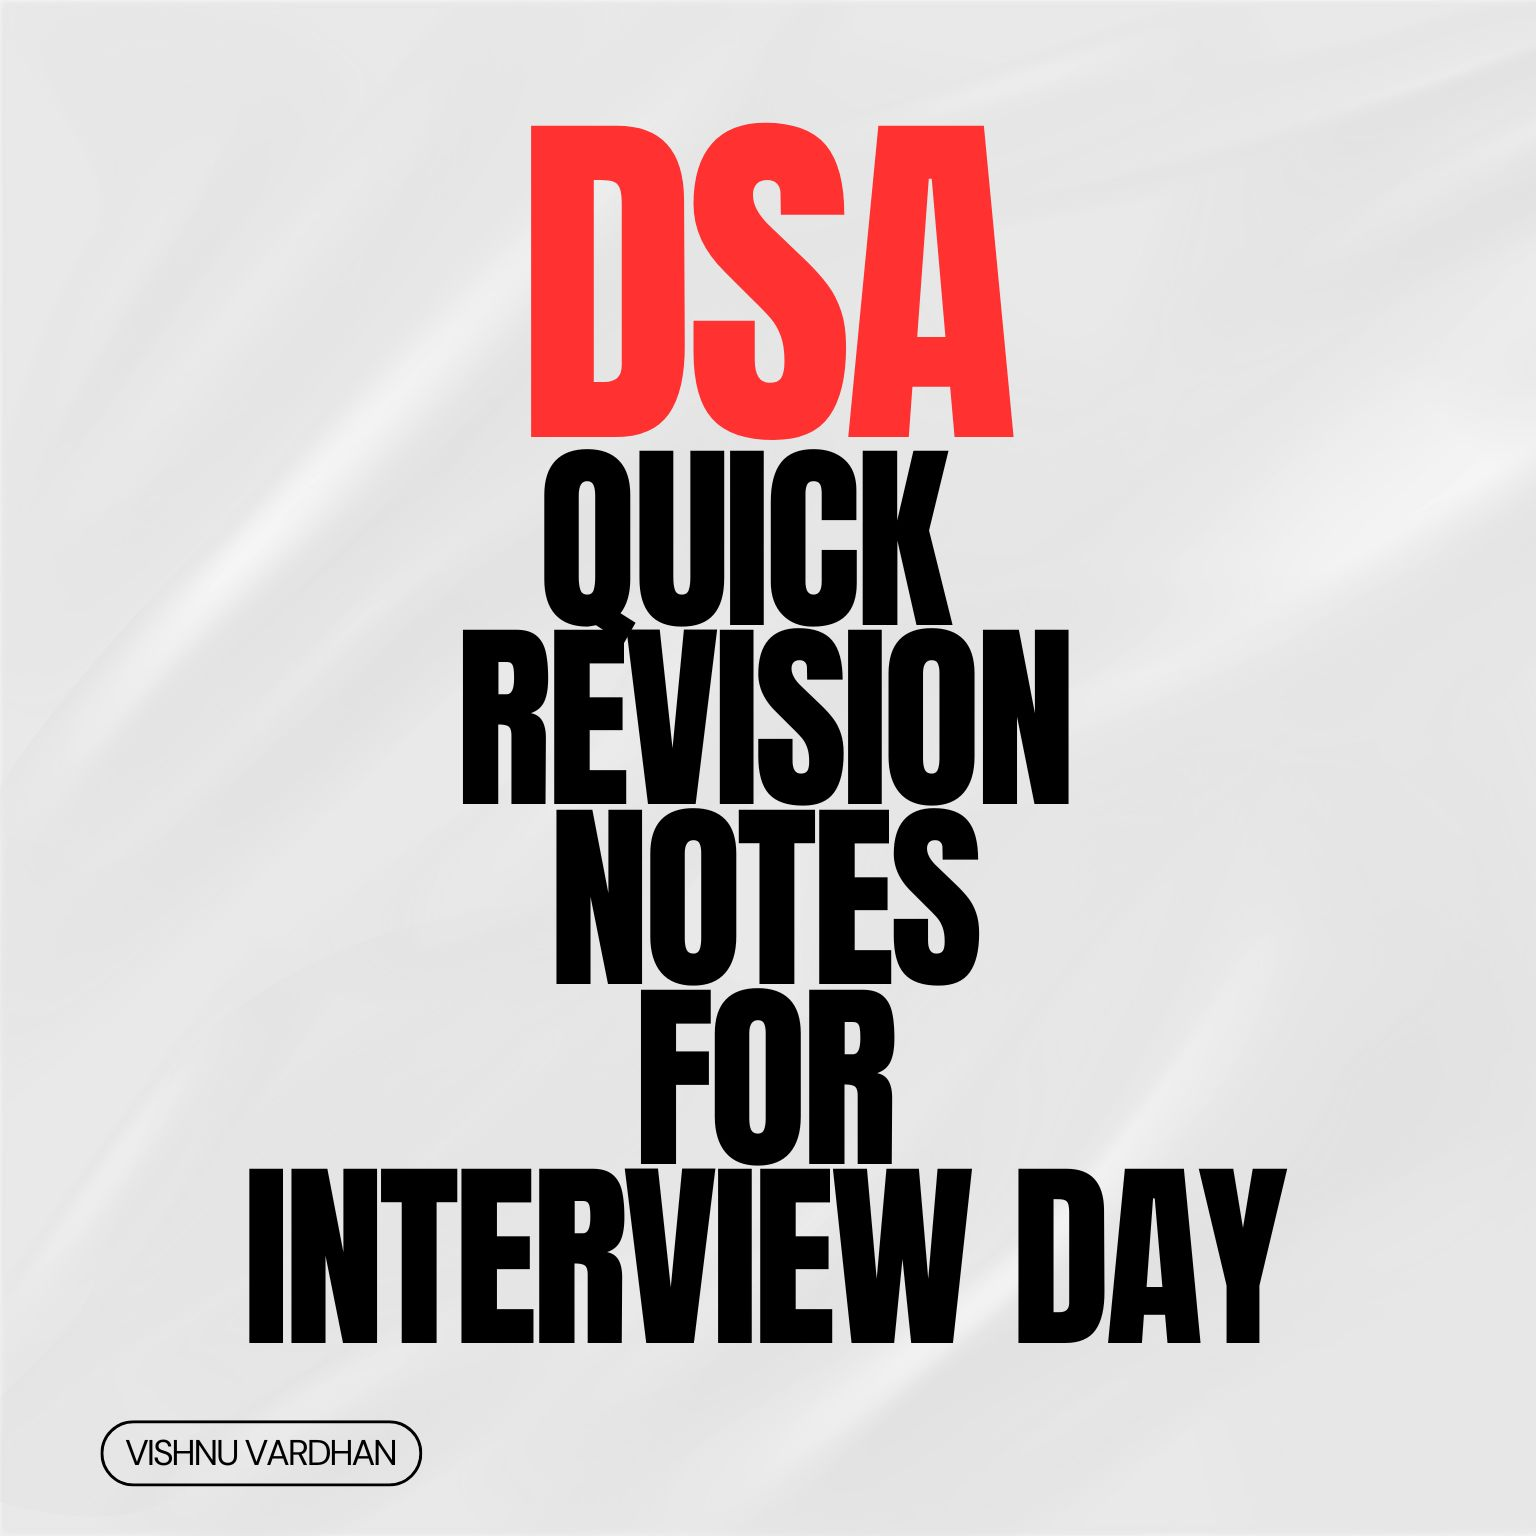 DSA
QUICK
REVISION
NOTES
FOR
INTERVIEW DAY
VISHNU VARDHAN